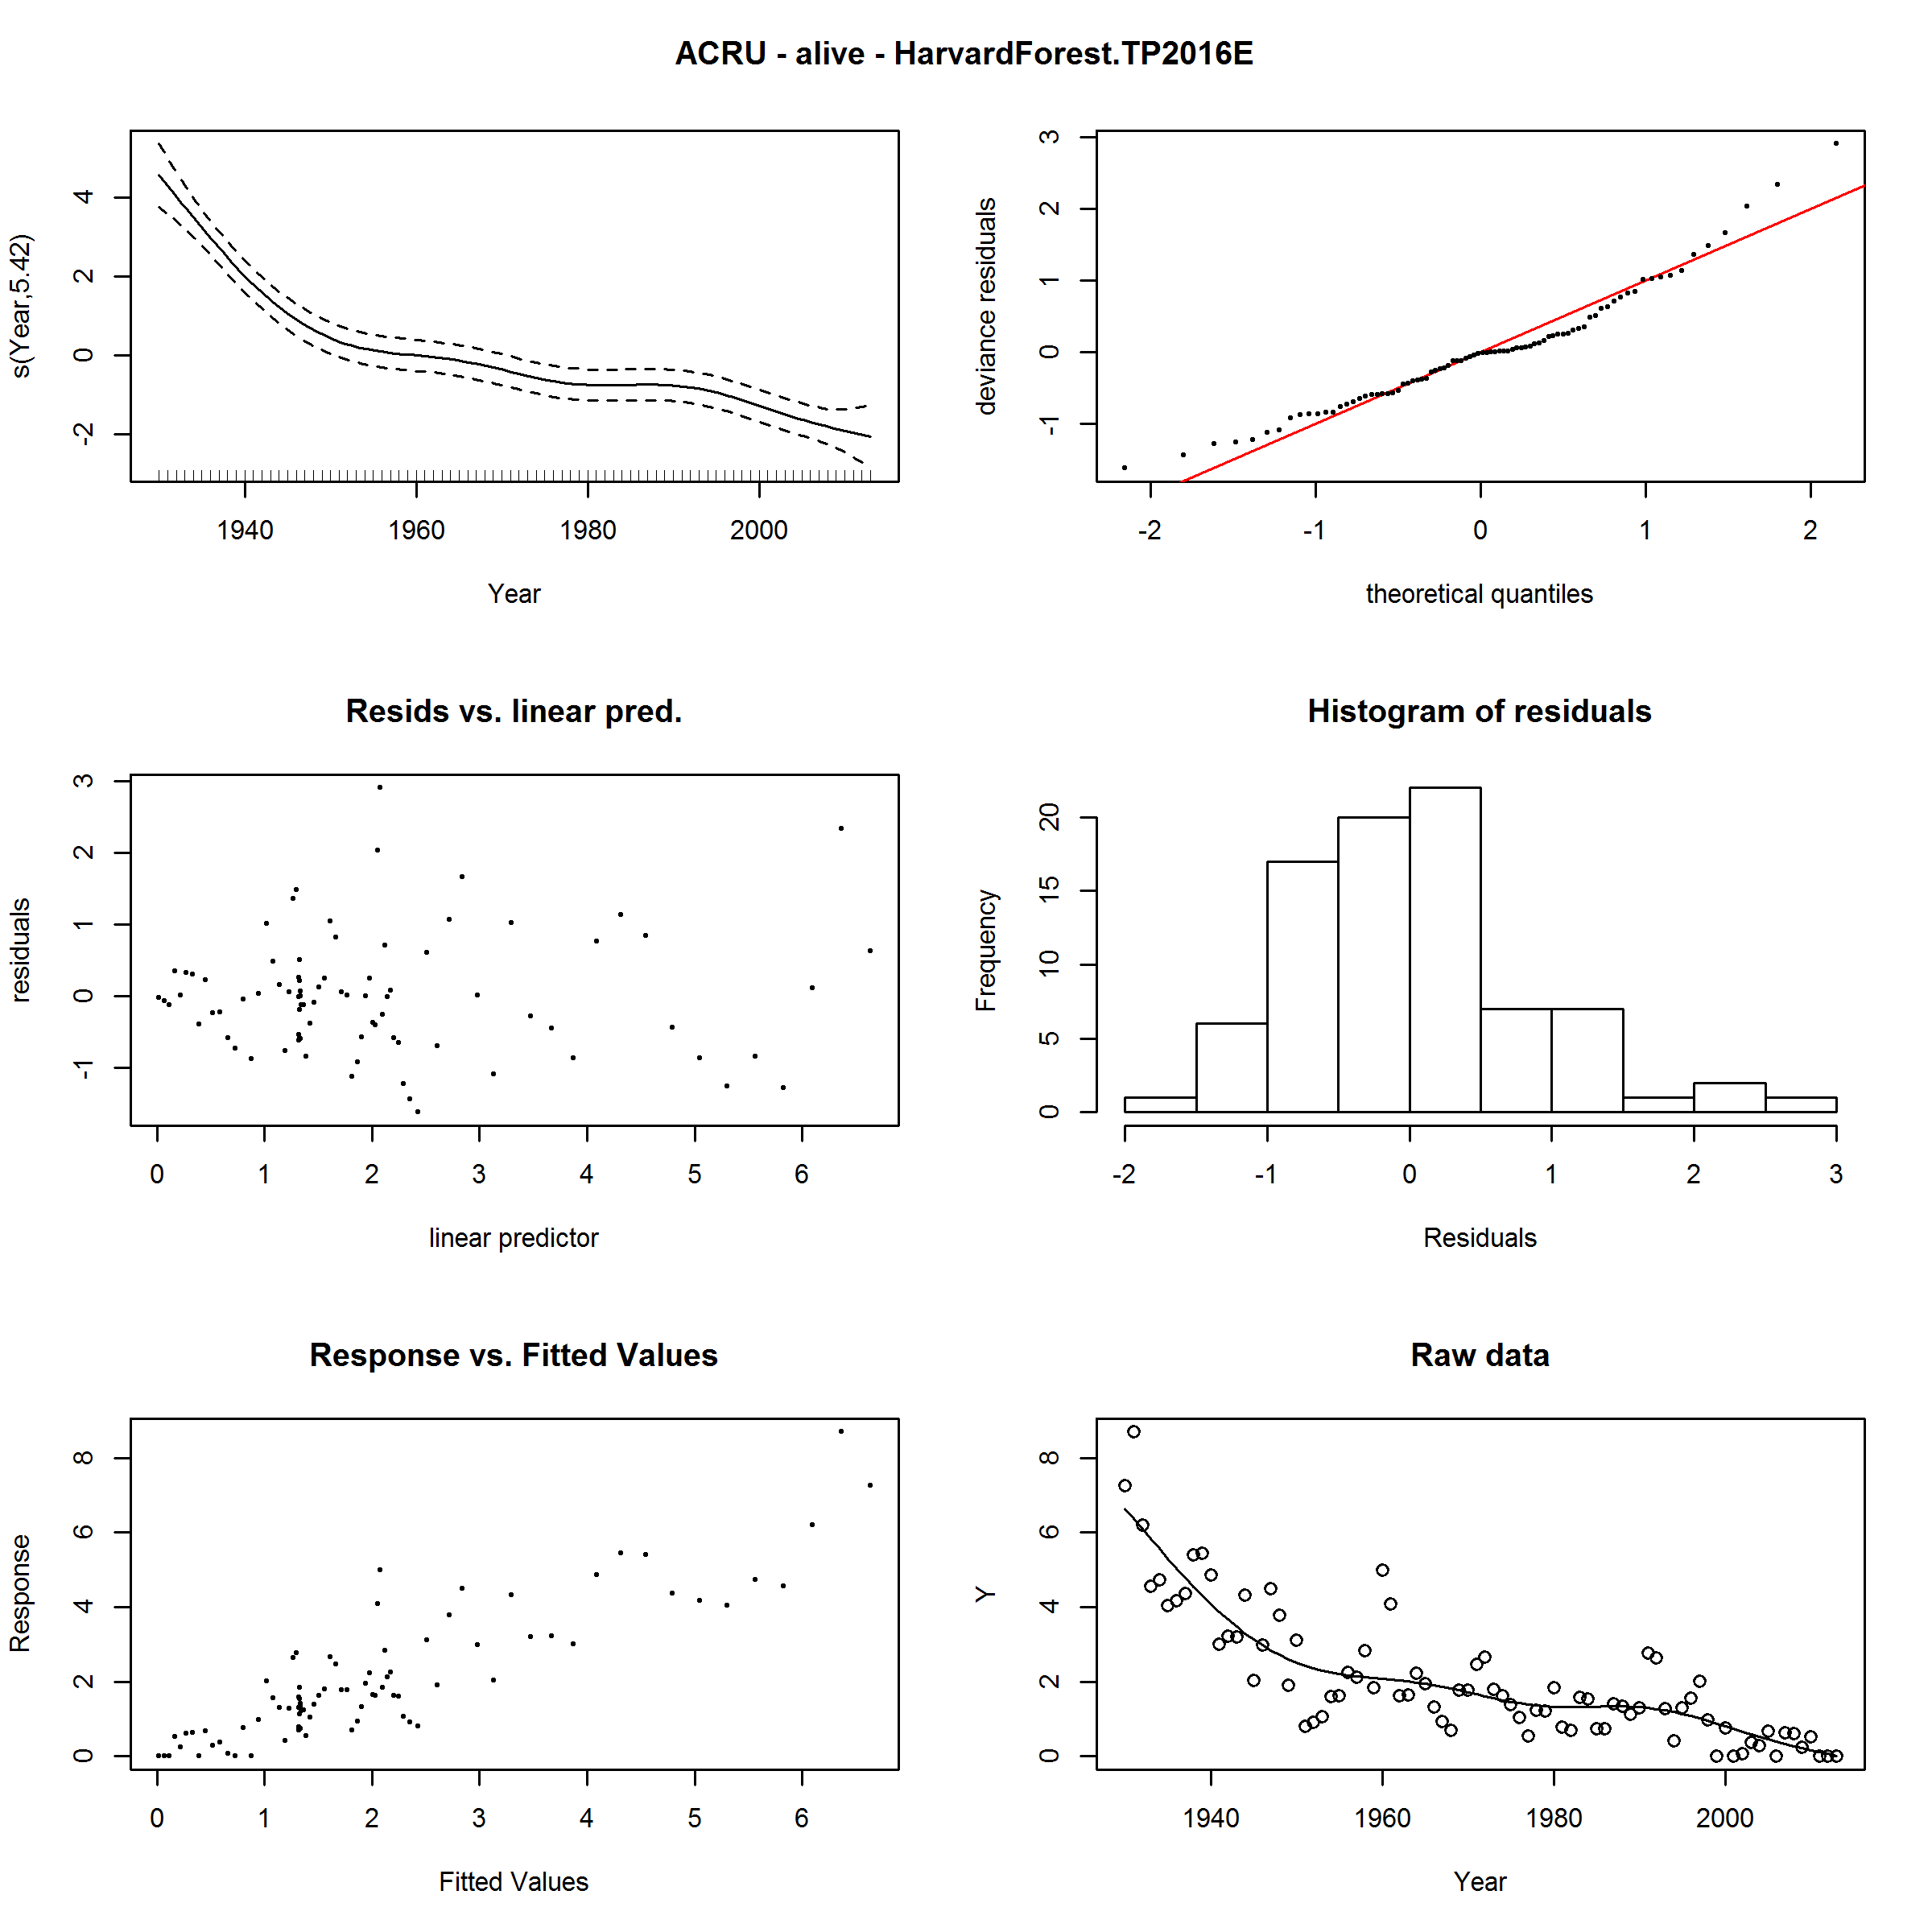 ACRU - alive - HarvardForest.TP2016E
s(Year,5.42)
4
2
0
-2
1940 1960 1980 2000
Year
deviance residuals
3
2
1
0
-1
-2 -1 0 1 2
theoretical quantiles
Resids vs. linear pred.
residuals
3
2
1
0
-1
0 1 2 3 4 5 6
linear predictor
Histogram of residuals
Frequency
20
15
10
5
0
-2 -1 0 1 2 3
Residuals
Response vs. Fitted Values
Response
8
6
4
2
0
0 1 2 3 4 5 6
Fitted Values
Raw data
Y
8
6
4
2
0
1940 1960 1980 2000
Year